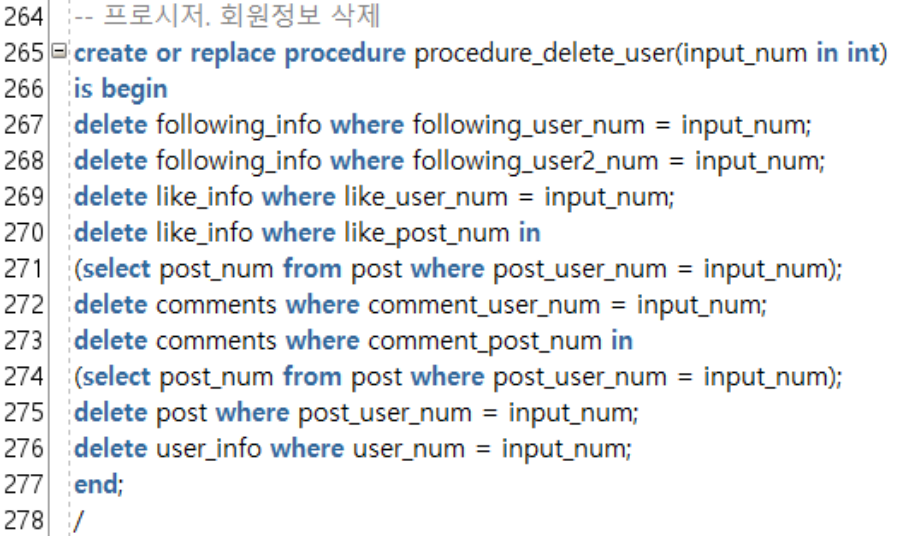 264 -- 프로시저. 회원정보 삭제
265 create or replace procedure procedure_delete_user(input_num in int)
266 is begin
267 delete following_info where following_user_num = input_num;
268 delete following_info where following_user2_num = input_num;
269 delete like_info where like_user_num = input_num;
270 delete like_info where like_post_num in
271 (select post_num from post where post_user_num = input_num);
272 delete comments where comment_user_num = input_num;
273 delete comments where comment_post_num in
274 (select post_num from post where post_user_num = input_num);
275 delete post where post_user_num = input_num;
276 delete user_info where user_num = input_num;
277 end;
278 /